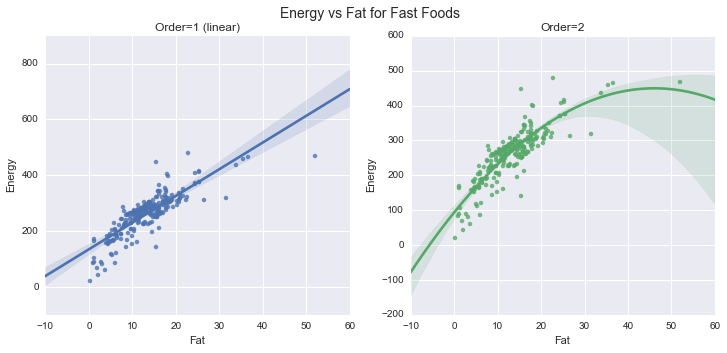 Energy vs Fat for Fast Foods
Order=1 (linear)
Energy
800
600
400
200
0
−10 0 10 20 30 40 50 60
Fat
Order=2
Energy
600
500
400
300
200
100
0
−100
−200
−10 0 10 20 30 40 50 60
Fat